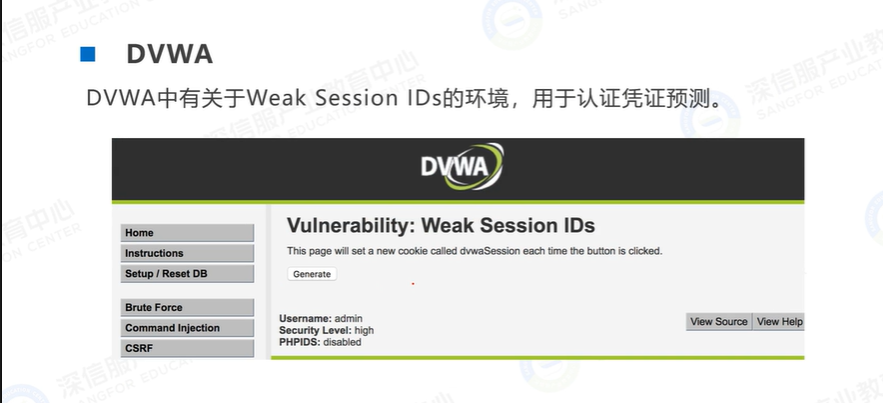 DVWA
DVWA中有关于Weak Session IDs的环境，用于认证凭证预测。
DVWA
Home
Instructions
Setup / Reset DB
Brute Force
Command Injection
CSRF
Vulnerability: Weak Session IDs
This page will set a new cookie called dvwaSession each time the button is clicked.
Generate
Username: admin
Security Level: high
PHPIDS: disabled
View Source View Help
深信服产业教育中心
SANGFOR EDUCATION CENTER